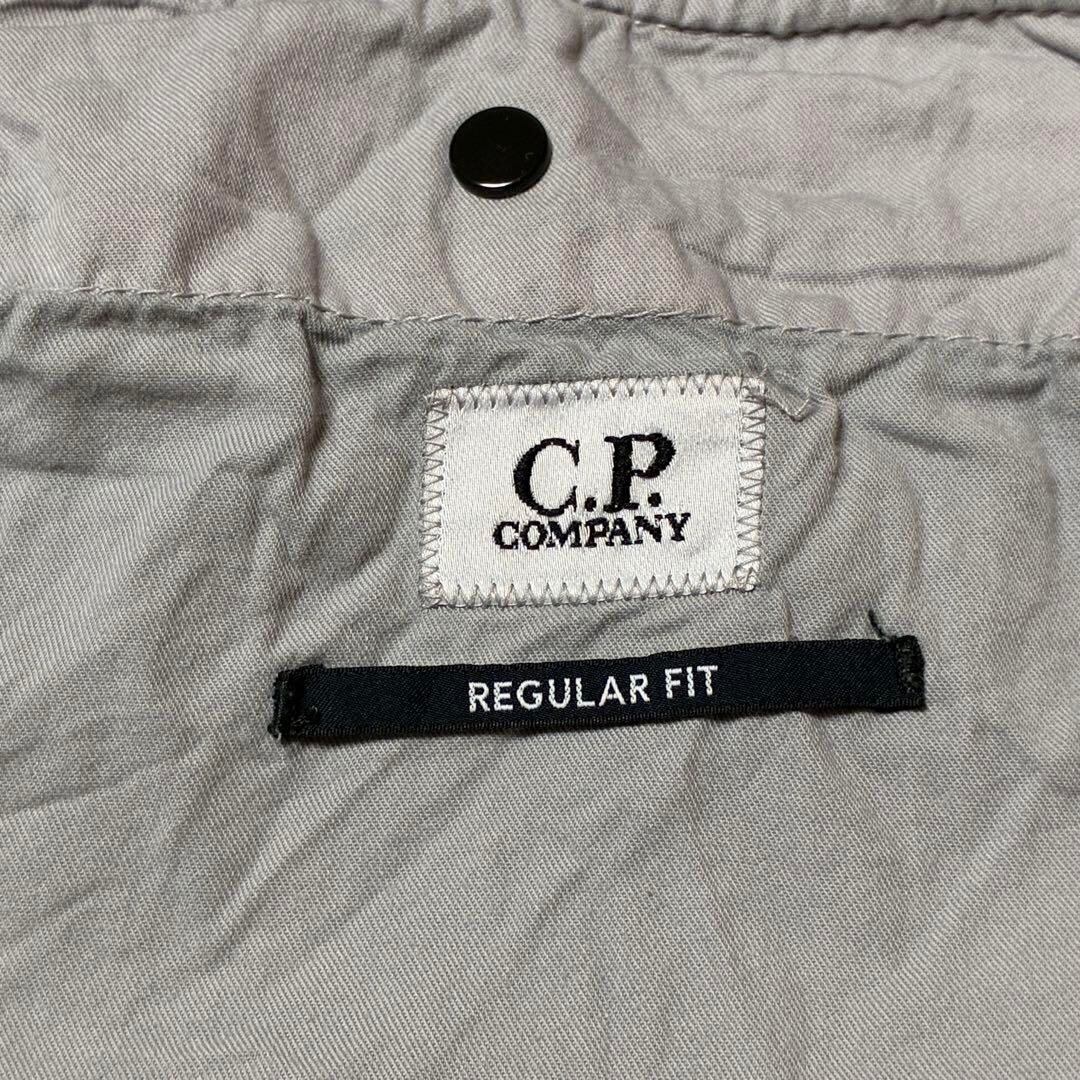 C.P.
COMPANY
REGULAR FIT